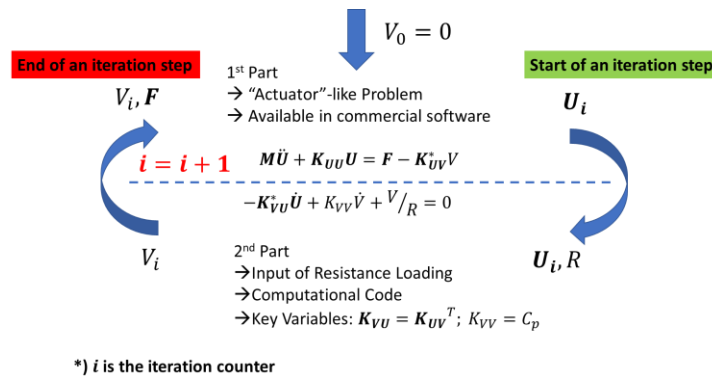 V₀ = 0
End of an iteration step
Start of an iteration step
1st Part
→ "Actuator"-like Problem
→ Available in commercial software
Vᵢ, F
Uᵢ
i = i + 1
MÜ + K_UU U = F − K*_UV V
−K*_VU U̇ + K_VV V̇ + V/R = 0
Vᵢ
Uᵢ, R
2nd Part
→Input of Resistance Loading
→Computational Code
→Key Variables: K_VU = K_UV^T; K_VV = C_p
*) i is the iteration counter